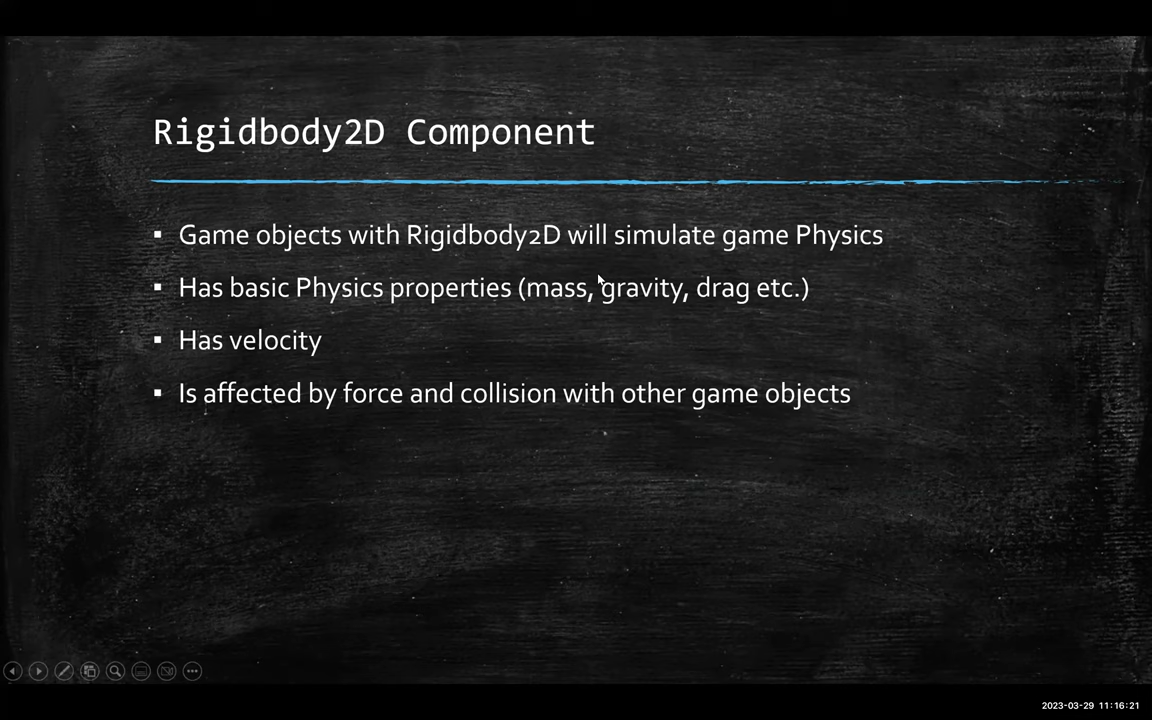 Rigidbody2D Component
▪ Game objects with Rigidbody2D will simulate game Physics
▪ Has basic Physics properties (mass, gravity, drag etc.)
▪ Has velocity
▪ Is affected by force and collision with other game objects
2023-03-29 11:16:21